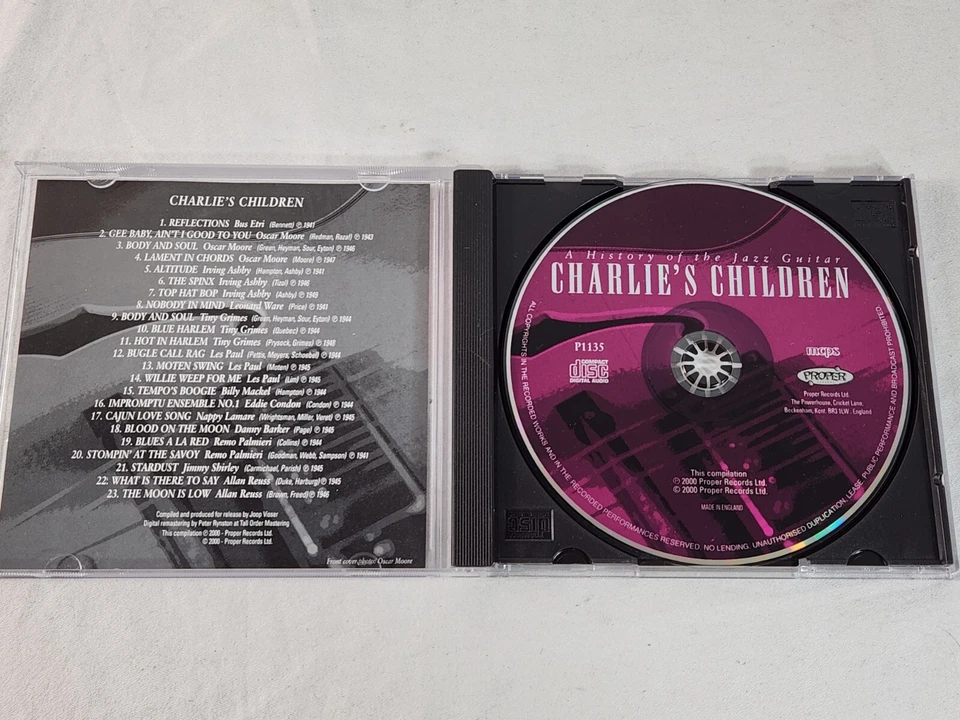 CHARLIE'S CHILDREN
1. REFLECTIONS Bus Etri (Bennett) ℗ 1941
2. GEE BABY, AIN'T I GOOD TO YOU Oscar Moore (Redman, Razaf) ℗ 1943
3. BODY AND SOUL Oscar Moore (Green, Heyman, Sour, Eyton) ℗ 1946
4. LAMENT IN CHORDS Oscar Moore (Moore) ℗ 1947
5. ALTITUDE Irving Ashby (Hampton, Ashby) ℗ 1941
6. THE SPINX Irving Ashby (Tizol) ℗ 1946
7. TOP HAT BOP Irving Ashby (Ashby) ℗ 1949
8. NOBODY IN MIND Leonard Ware (Price) ℗ 1941
9. BODY AND SOUL Tiny Grimes (Green, Heyman, Sour, Eyton) ℗ 1944
10. BLUE HARLEM Tiny Grimes (Quebec) ℗ 1944
11. HOT IN HARLEM Tiny Grimes (Prysock, Grimes) ℗ 1948
12. BUGLE CALL RAG Les Paul (Pettis, Meyers, Schoebel) ℗ 1944
13. MOTEN SWING Les Paul (Moten) ℗ 1945
14. WILLIE WEEP FOR ME Les Paul ℗ 1945
15. TEMPO'S BOOGIE Billy Mackel (Hampton) ℗ 1944
16. IMPROMPTU ENSEMBLE NO.1 Eddie Condon (Condon) ℗ 1944
17. CAJUN LOVE SONG Nappy Lamare (Wrightsman, Miller, Veret) ℗ 1945
18. BLOOD ON THE MOON Danny Barker (Page) ℗ 1945
19. BLUES A LA RED Remo Palmieri (Collins) ℗ 1944
20. STOMPIN' AT THE SAVOY Remo Palmieri (Goodman, Webb, Sampson) ℗ 1941
21. STARDUST Jimmy Shirley (Carmichael, Parish) ℗ 1945
22: WHAT IS THERE TO SAY Allan Reuss (Duke, Harburg) ℗ 1945
23. THE MOON IS LOW Allan Reuss (Brown, Freed) ℗ 1946
Compiled and produced for release by Joop Visser
Digital remastering by Peter Rynston at Tall Order Mastering
This compilation ℗ 2000 - Proper Records Ltd.
© 2000 - Proper Records Ltd.
Front cover photo: Oscar Moore
A History of the Jazz Guitar
CHARLIE'S CHILDREN
P1135
COMPACT
disc
DIGITAL AUDIO
mcps
PROPER
Proper Records Ltd.
The Powerhouse, Cricket Lane,
Beckenham, Kent. BR3 1LW . England
This compilation
℗ 2000 Proper Records Ltd.
© 2000 Proper Records Ltd.
MADE IN ENGLAND
ALL COPYRIGHTS IN THE RECORDED WORKS AND IN THE RECORDED PERFORMANCES RESERVED. NO LENDING. UNAUTHORISED DUPLICATION, LEASE, PUBLIC PERFORMANCE AND BROADCAST PROHIBITED.